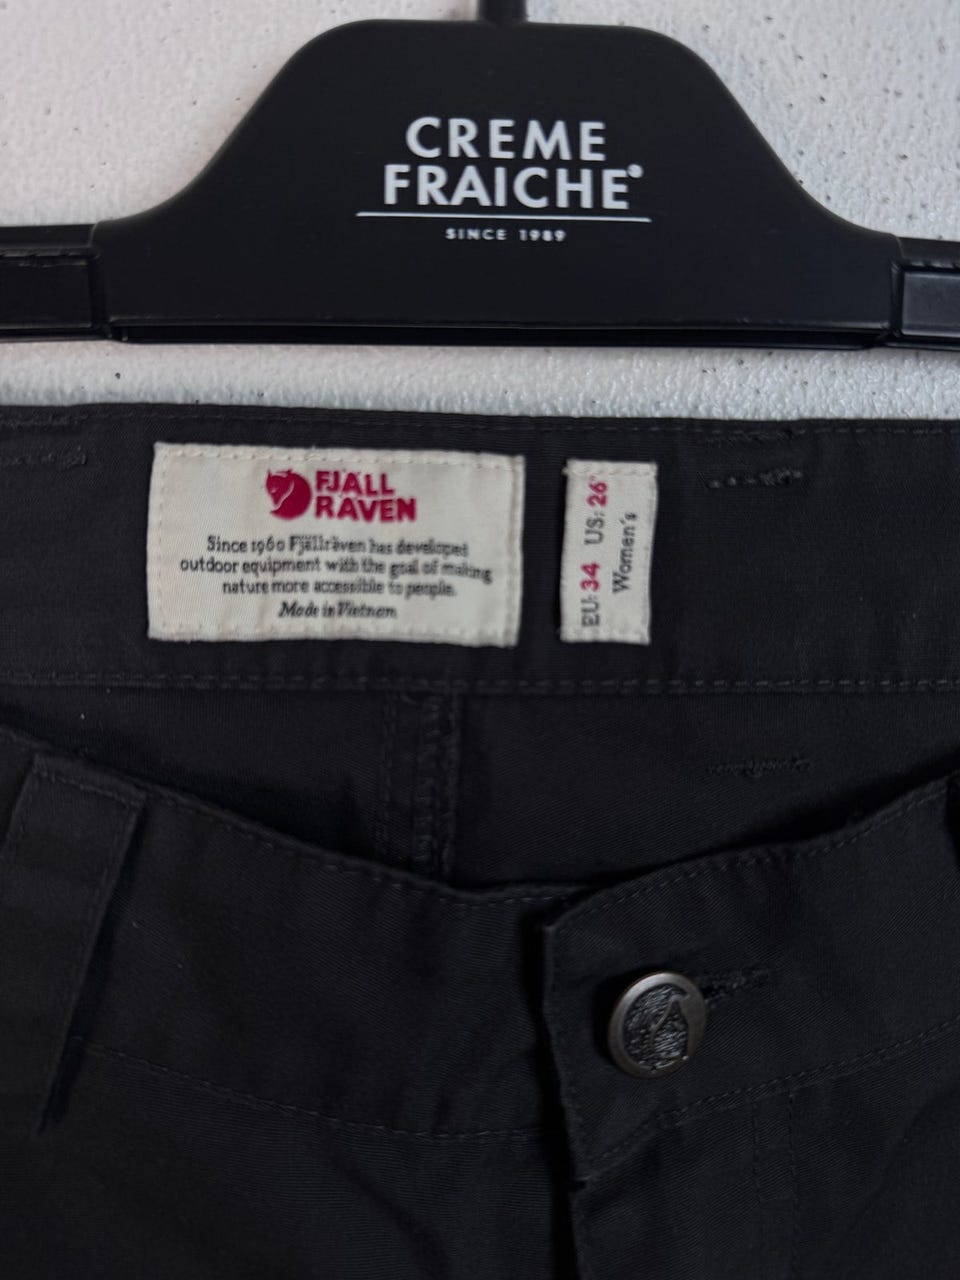 CREME
FRAICHE
SINCE 1989
FJÄLL
RÄVEN
Since 1960 Fjällräven has developed
outdoor equipment with the goal of making
nature more accessible to people.
Made in Vietnam
EU: 34 US: 26"
Women's